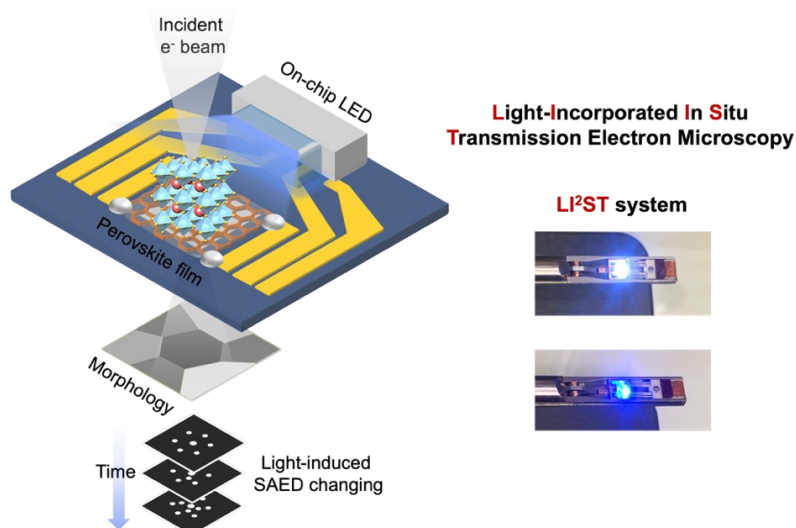 Incident
e- beam
On-chip LED
Perovskite film
Morphology
Time
Light-induced
SAED changing
Light-Incorporated In Situ
Transmission Electron Microscopy
LI²ST system